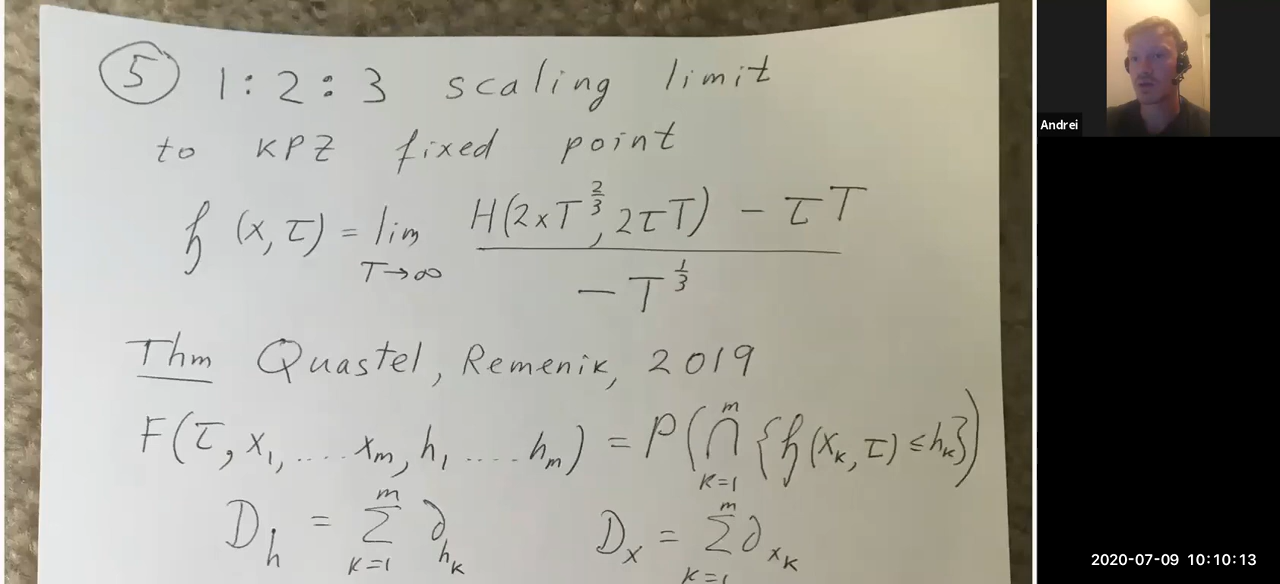 ⑤ 1:2:3 scaling limit
to KPZ fixed point
𝔥(x, τ) = lim_{T→∞} (H(2xT^{2/3}, 2τT) − τT) / (−T^{1/3})
Thm Quastel, Remenik, 2019
F(τ, x₁, .... x_m, h₁ ..... h_m) = P(⋂_{k=1}^{m} {𝔥(x_k, τ) ≤ h_k})
D_h = Σ_{k=1}^{m} ∂_{h_k} D_x = Σ_{k=1}^{m} ∂_{x_k}
Andrei
2020-07-09 10:10:13